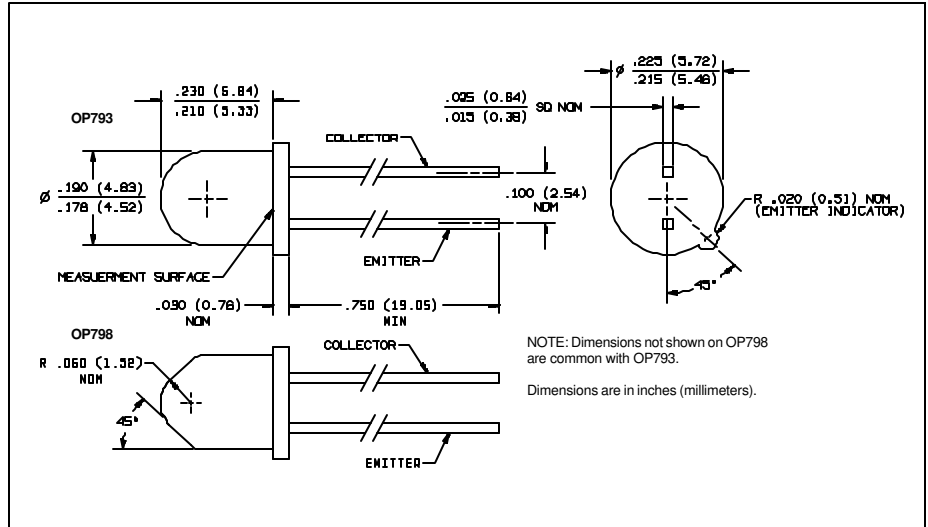 .230 (5.84)
.210 (5.33)
OP793
ø .190 (4.83)
.178 (4.52)
MEASUERMENT SURFACE
.030 (0.76)
NOM
.750 (19.05)
MIN
COLLECTOR
EMITTER
.100 (2.54)
NOM
.025 (0.64)
.015 (0.38) SQ NOM
ø .225 (5.72)
.215 (5.46)
R .020 (0.51) NOM
(EMITTER INDICATOR)
45°
OP798
R .060 (1.52)
NOM
45°
COLLECTOR
EMITTER
NOTE: Dimensions not shown on OP798
are common with OP793.
Dimensions are in inches (millimeters).